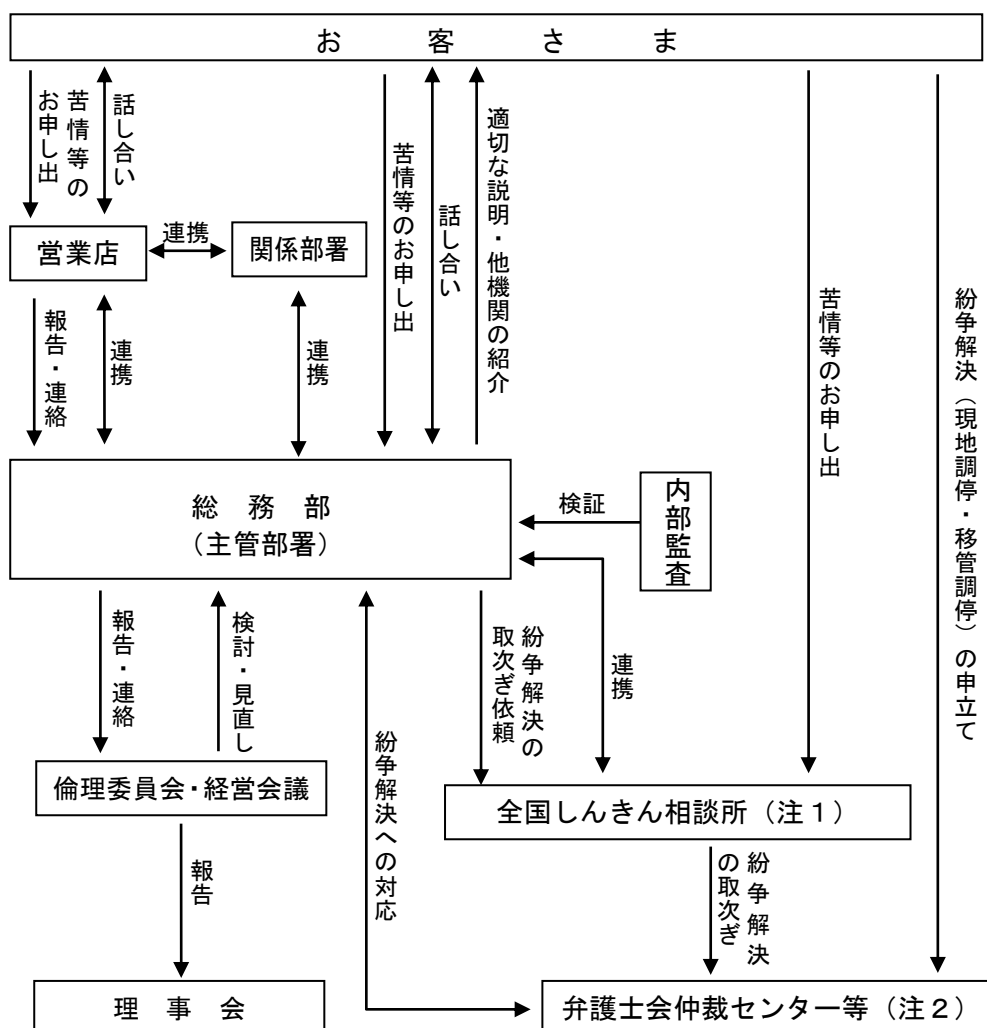 お客さま
苦情等の
お申し出
話し合い
苦情等のお申し出
話し合い
適切な説明・他機関の紹介
苦情等のお申し出
紛争解決（現地調停・移管調停）の申立て
営業店
連携
関係部署
報告・連絡
連携
連携
総務部
（主管部署）
検証
内部監査
報告・連絡
検討・見直し
紛争解決への対応
紛争解決の
取次ぎ依頼
連携
倫理委員会・経営会議
全国しんきん相談所（注１）
報告
紛争解決
の取次ぎ
理事会
弁護士会仲裁センター等（注２）